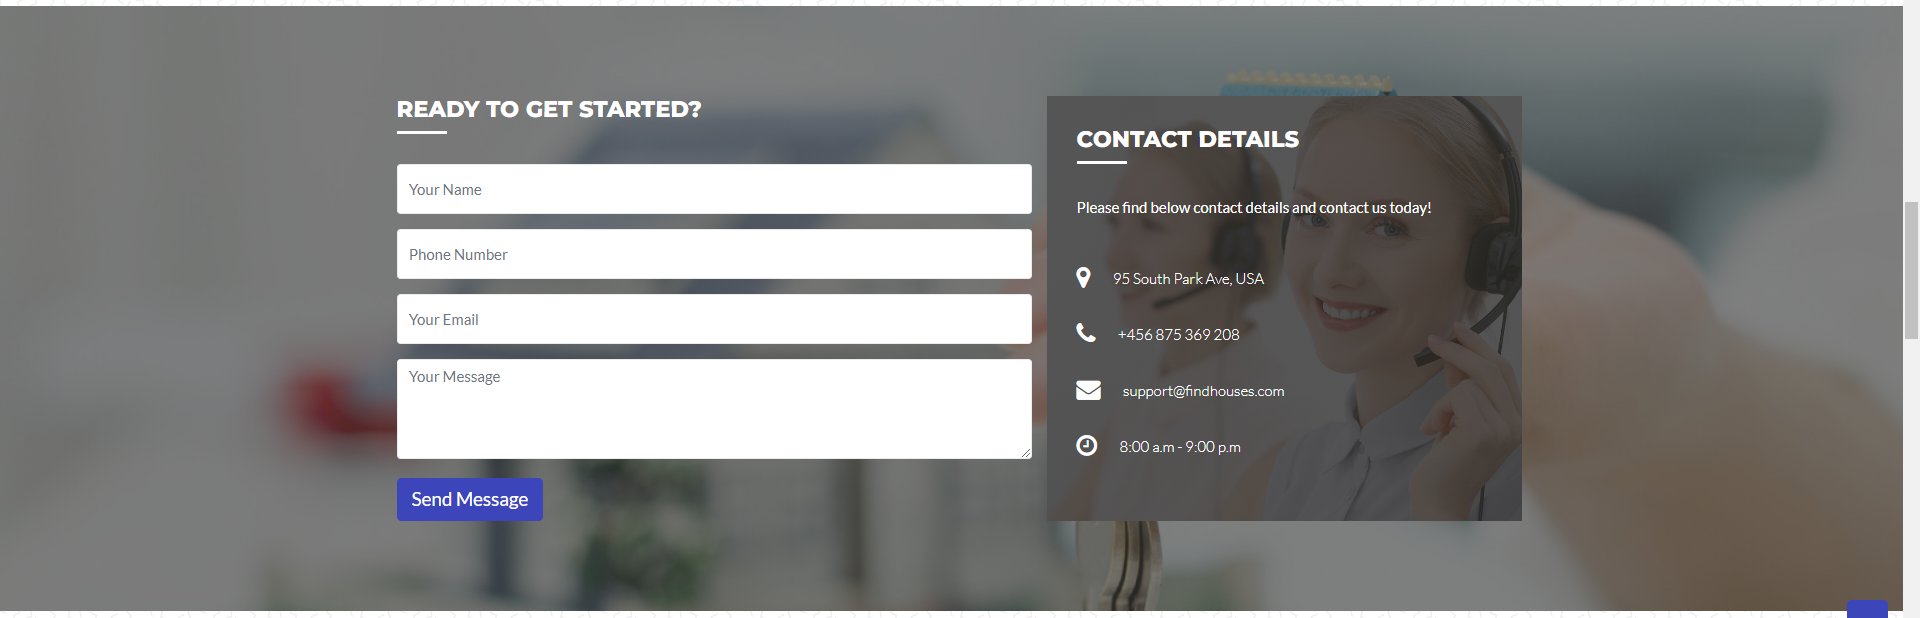 READY TO GET STARTED?
Your Name
Phone Number
Your Email
Your Message
Send Message
CONTACT DETAILS
Please find below contact details and contact us today!
95 South Park Ave, USA
+456 875 369 208
support@findhouses.com
8:00 a.m - 9:00 p.m